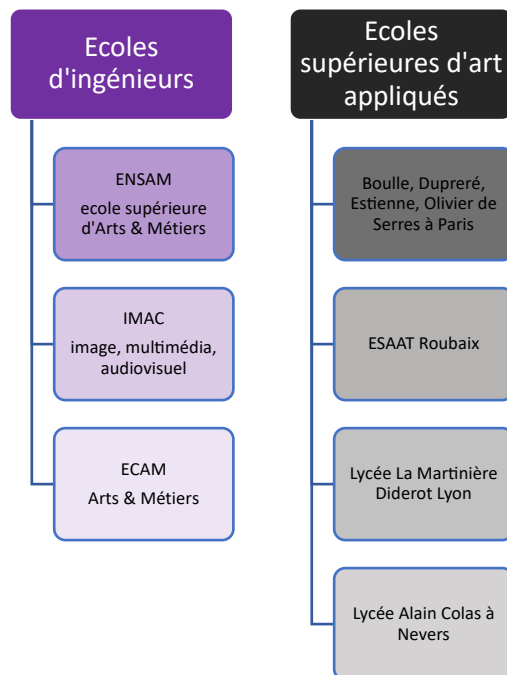 Ecoles
d'ingénieurs
ENSAM
ecole supérieure
d'Arts & Métiers
IMAC
image, multimédia,
audiovisuel
ECAM
Arts & Métiers
Ecoles
supérieures d'art
appliqués
Boulle, Dupreré,
Estienne, Olivier de
Serres à Paris
ESAAT Roubaix
Lycée La Martinière
Diderot Lyon
Lycée Alain Colas à
Nevers